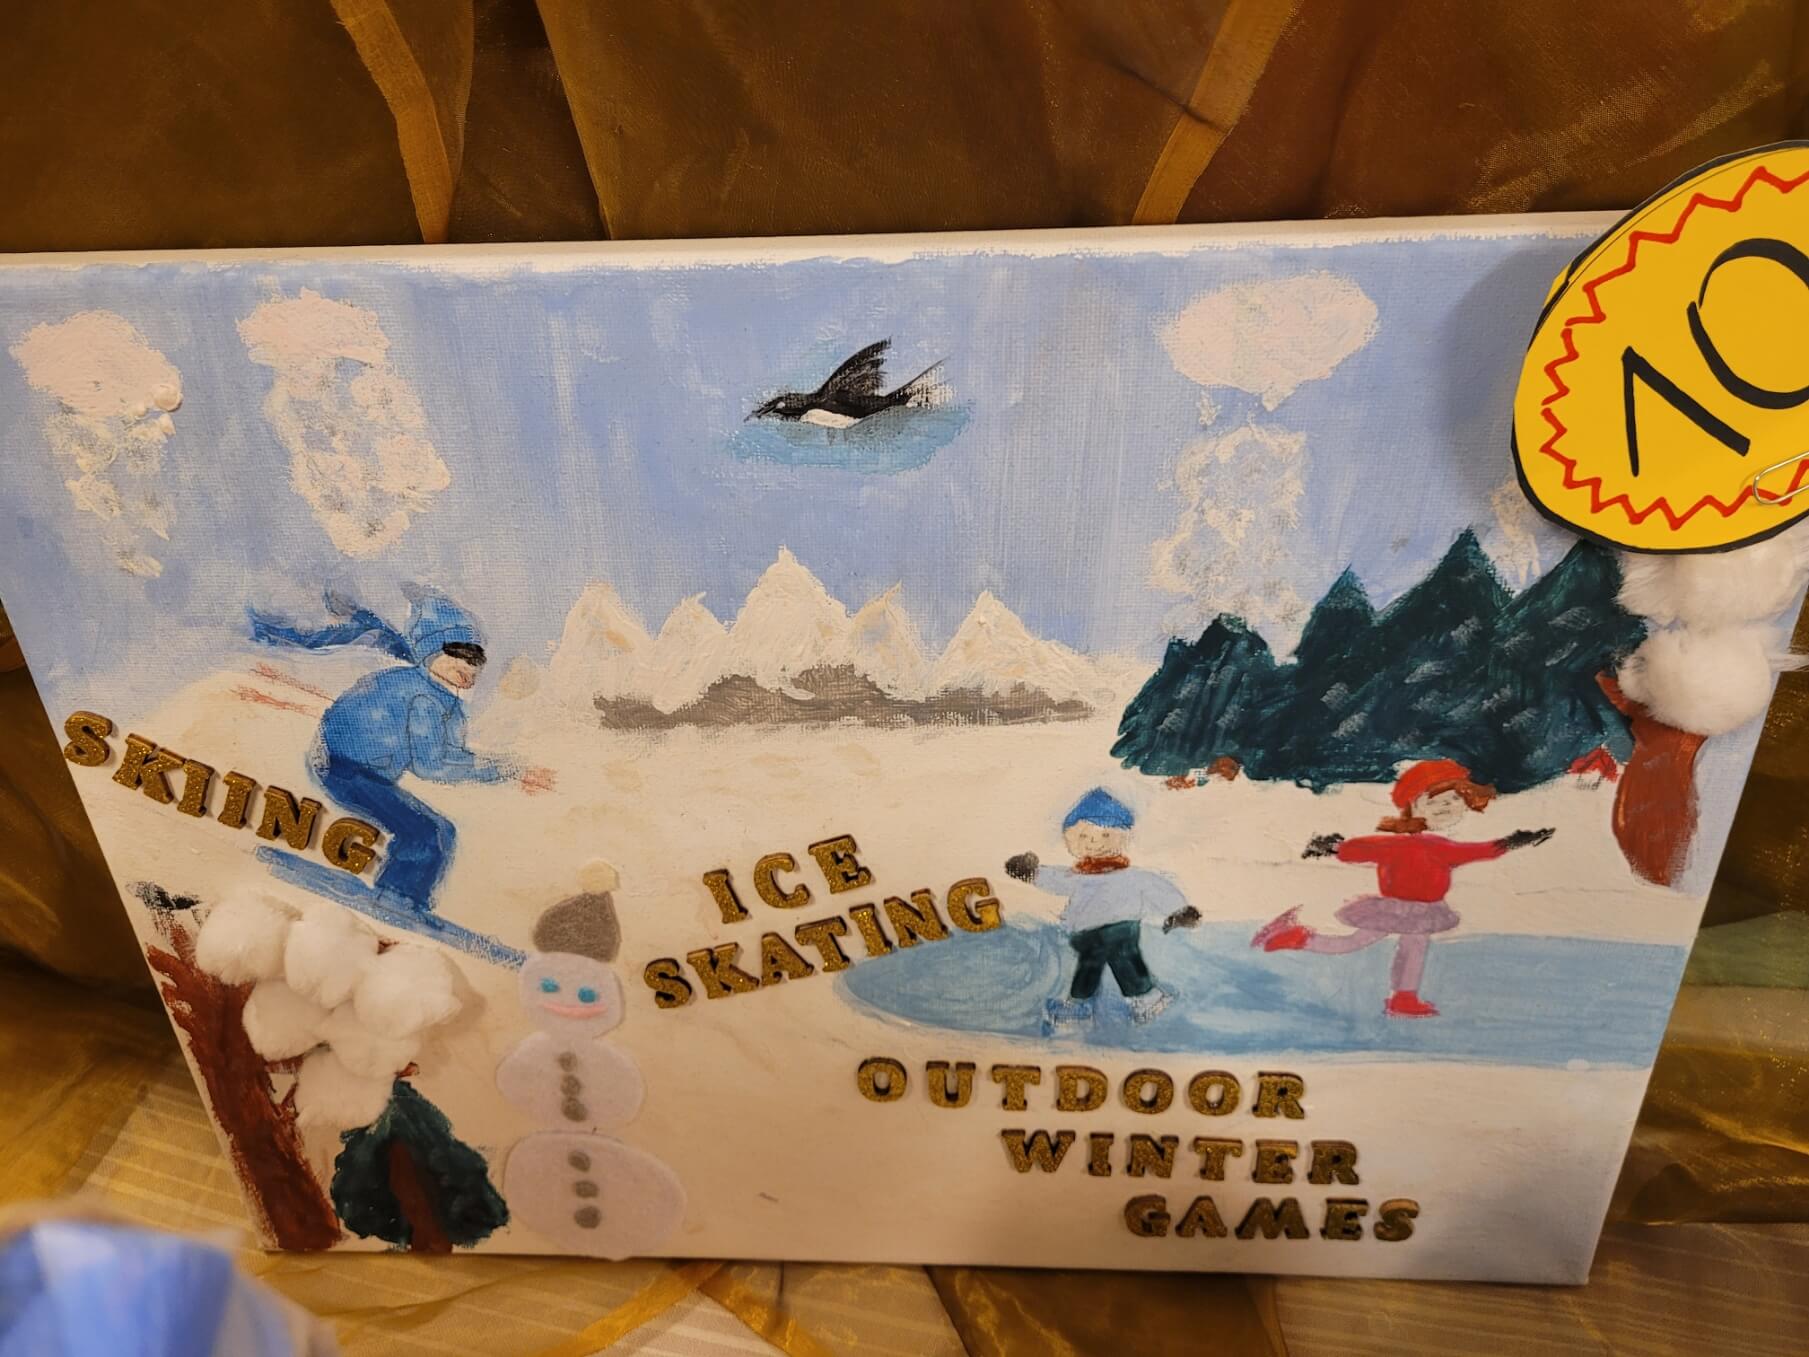 10
SKIING
ICE
SKATING
OUTDOOR
WINTER
GAMES